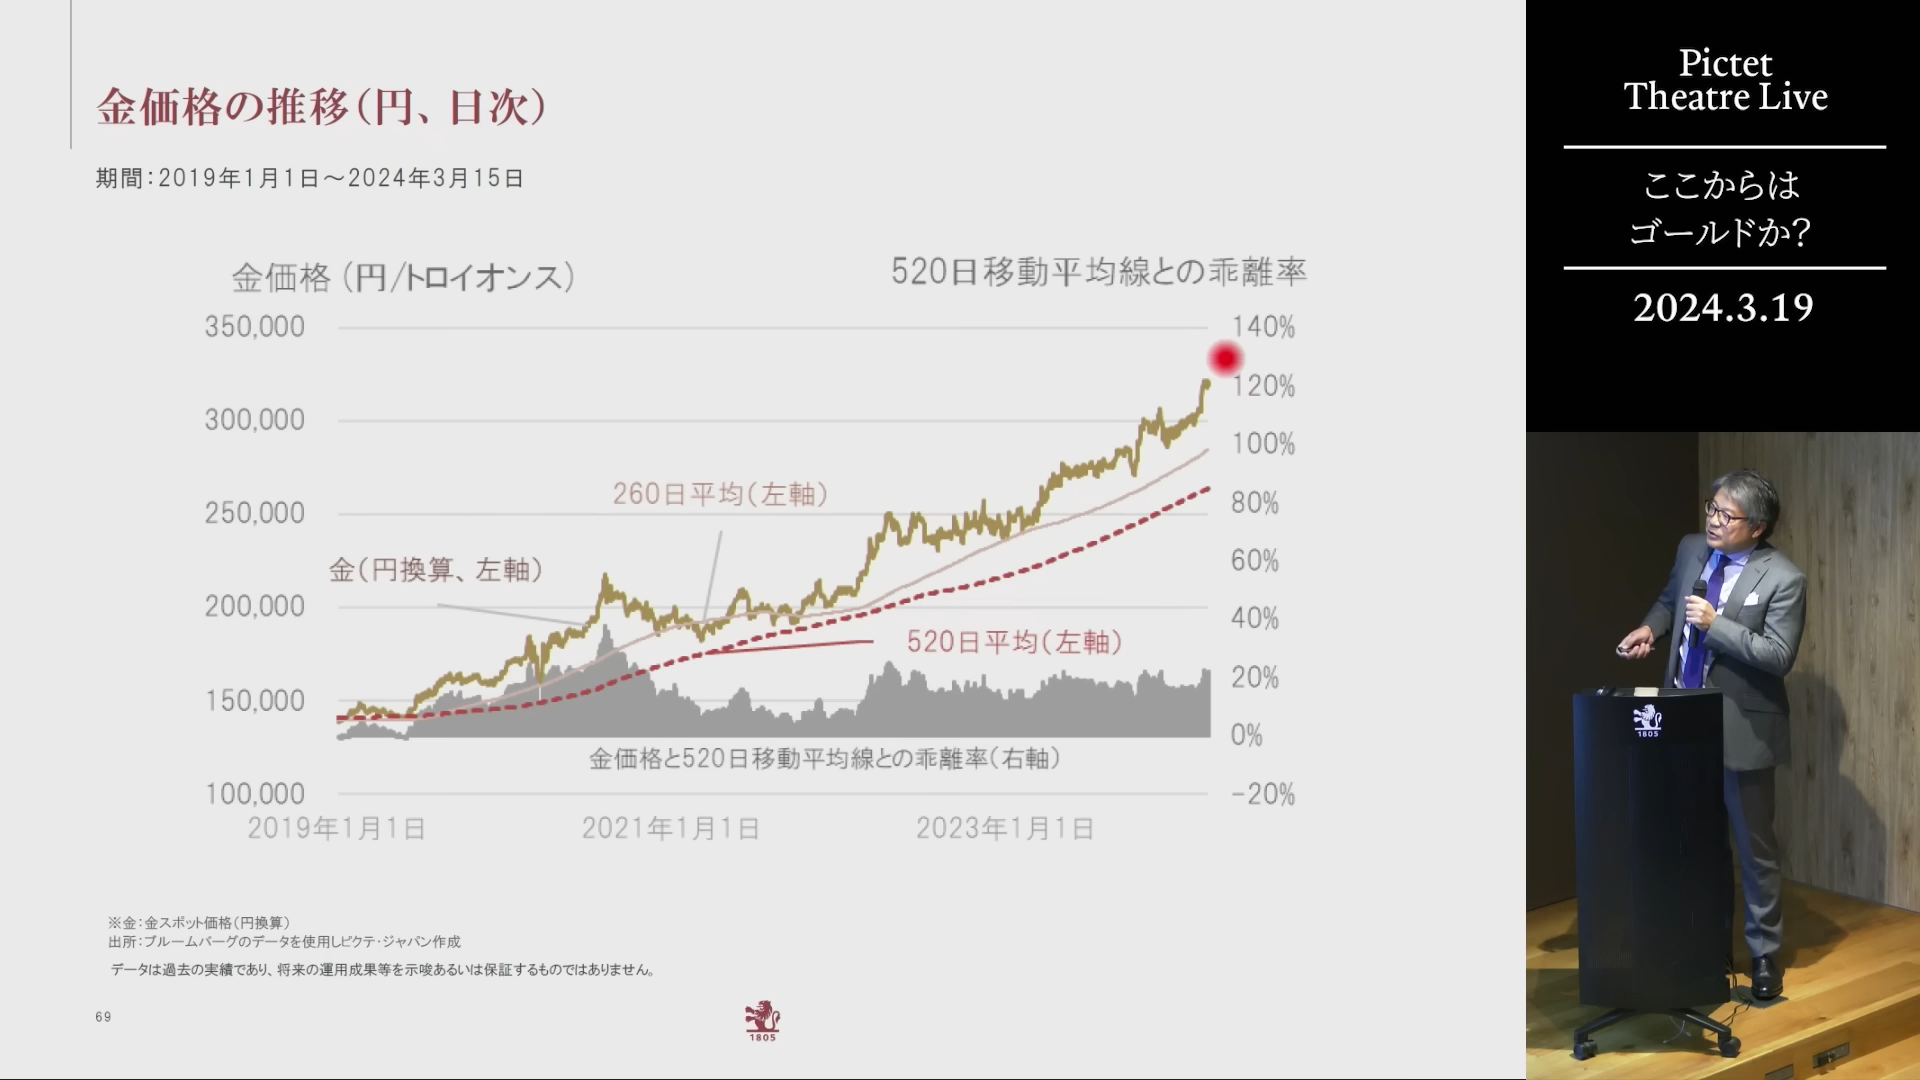 金価格の推移(円、日次)
期間:2019年1月1日～2024年3月15日
金価格(円/トロイオンス)
520日移動平均線との乖離率
350,000
300,000
250,000
200,000
150,000
100,000
140%
120%
100%
80%
60%
40%
20%
0%
-20%
260日平均(左軸)
金(円換算、左軸)
520日平均(左軸)
金価格と520日移動平均線との乖離率(右軸)
2019年1月1日
2021年1月1日
2023年1月1日
※金:金スポット価格(円換算)
出所:ブルームバーグのデータを使用しピクテ・ジャパン作成
データは過去の実績であり、将来の運用成果等を示唆あるいは保証するものではありません。
69
1805
Pictet
Theatre Live
ここからは
ゴールドか?
2024.3.19
1805